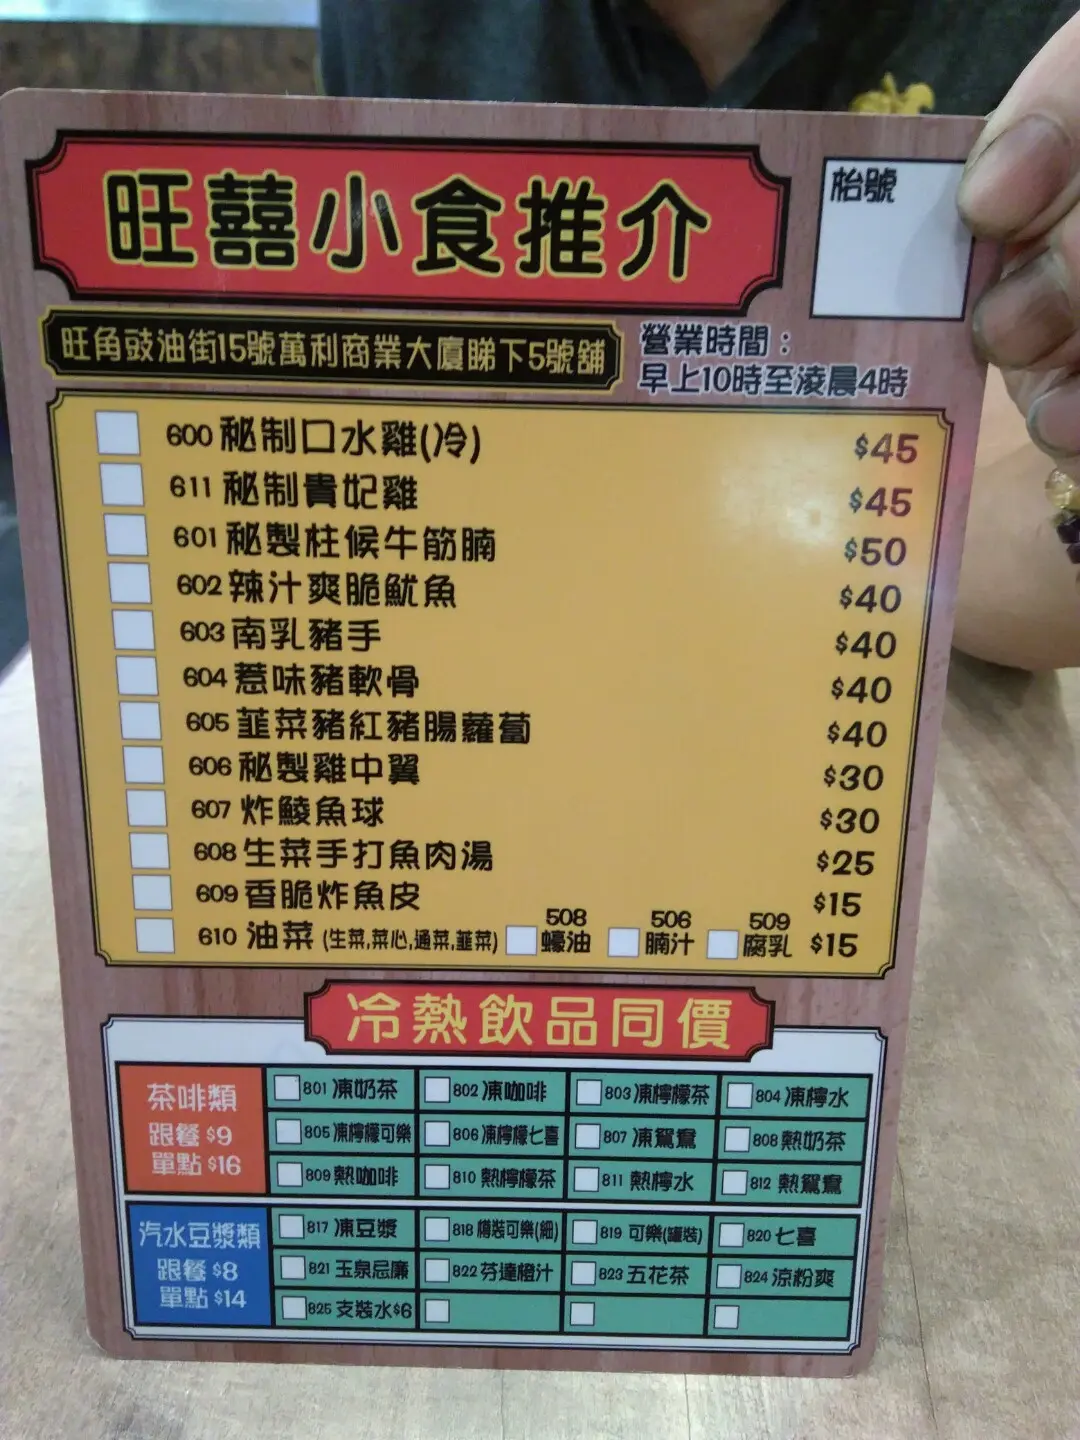 旺囍小食推介
枱號
旺角豉油街15號萬利商業大廈睇下5號舖
營業時間：
早上10時至淩晨4時
600 秘制口水雞(冷) $45
611 秘制貴妃雞 $45
601 秘製柱候牛筋腩 $50
602 辣汁爽脆魷魚 $40
603 南乳豬手 $40
604 惹味豬軟骨 $40
605 韮菜豬紅豬腸蘿蔔 $40
606 秘製雞中翼 $30
607 炸鯪魚球 $30
608 生菜手打魚肉湯 $25
609 香脆炸魚皮 $15
610 油菜 (生菜,菜心,通菜,韮菜) 508 蠔油 506 腩汁 509 腐乳 $15
冷熱飲品同價
茶啡類
跟餐 $9
單點 $16
801 凍奶茶 802 凍咖啡 803 凍檸檬茶 804 凍檸水
805 凍檸檬可樂 806 凍檸檬七喜 807 凍鴛鴦 808 熱奶茶
809 熱咖啡 810 熱檸檬茶 811 熱檸水 812 熱鴛鴦
汽水豆漿類
跟餐 $8
單點 $14
817 凍豆漿 818 樽裝可樂(細) 819 可樂(罐裝) 820 七喜
821 玉泉忌廉 822 芬達橙汁 823 五花茶 824 涼粉爽
825 支裝水$6